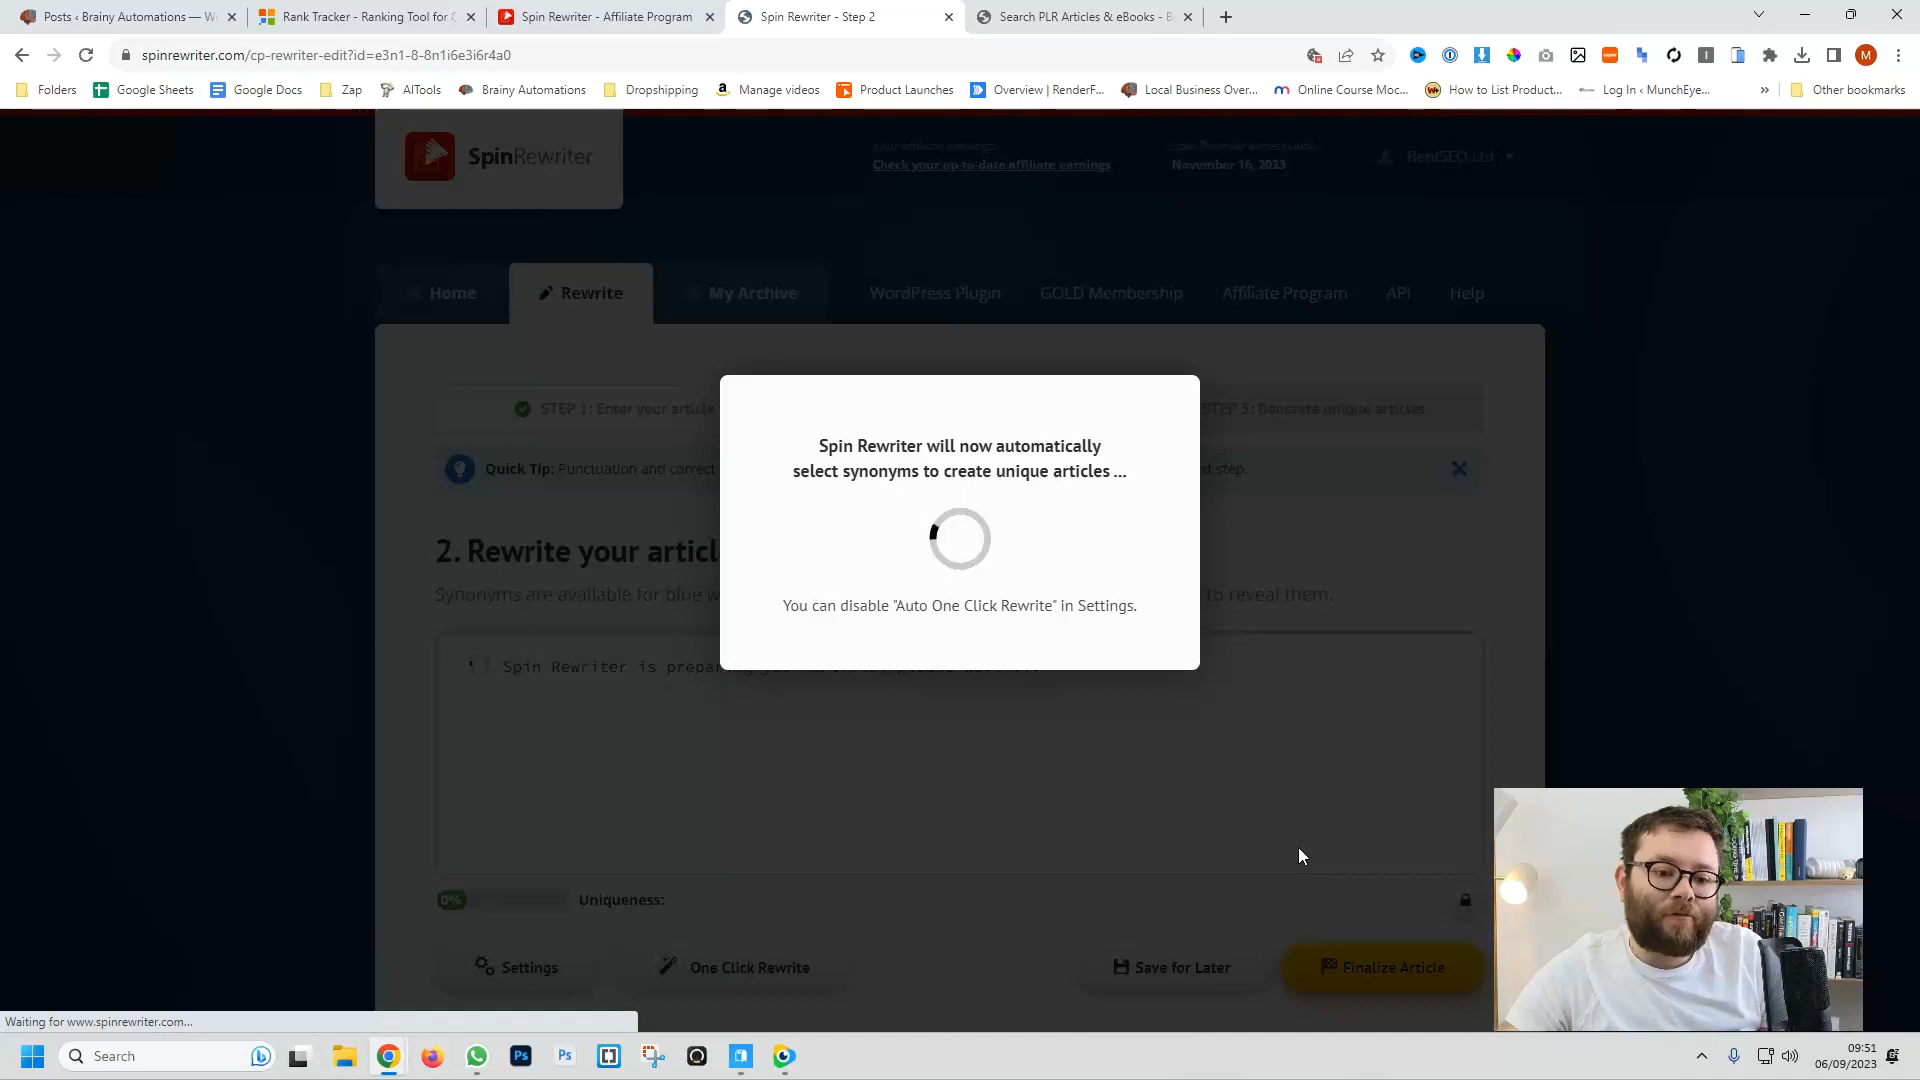 Posts ‹ Brainy Automations — W
Rank Tracker - Ranking Tool for
Spin Rewriter - Affiliate Program
Spin Rewriter - Step 2
Search PLR Articles & eBooks - B
spinrewriter.com/cp-rewriter-edit?id=e3n1-8-8n1i6e3i6r4a0
Folders
Google Sheets
Google Docs
Zap
AITools
Brainy Automations
Dropshipping
Manage videos
Product Launches
Overview | RenderF...
Local Business Over...
Online Course Moc...
How to List Product...
Log In ‹ MunchEye...
»
Other bookmarks
SpinRewriter
Your affiliate earnings:
Check your up-to-date affiliate earnings
November 16, 2023
RentSEO Ltd
Home
Rewrite
My Archive
WordPress Plugin
GOLD Membership
Affiliate Program
API
Help
STEP 1: Enter your article
STEP 3: Generate unique articles
Quick Tip: Punctuation and correct
xt step.
Spin Rewriter will now automatically
select synonyms to create unique articles ...
You can disable "Auto One Click Rewrite" in Settings.
2. Rewrite your articl
Synonyms are available for blue w
to reveal them.
Spin Rewriter is prepar
0%
Uniqueness:
Settings
One Click Rewrite
Save for Later
Finalize Article
Waiting for www.spinrewriter.com...
Search
09:51
06/09/2023